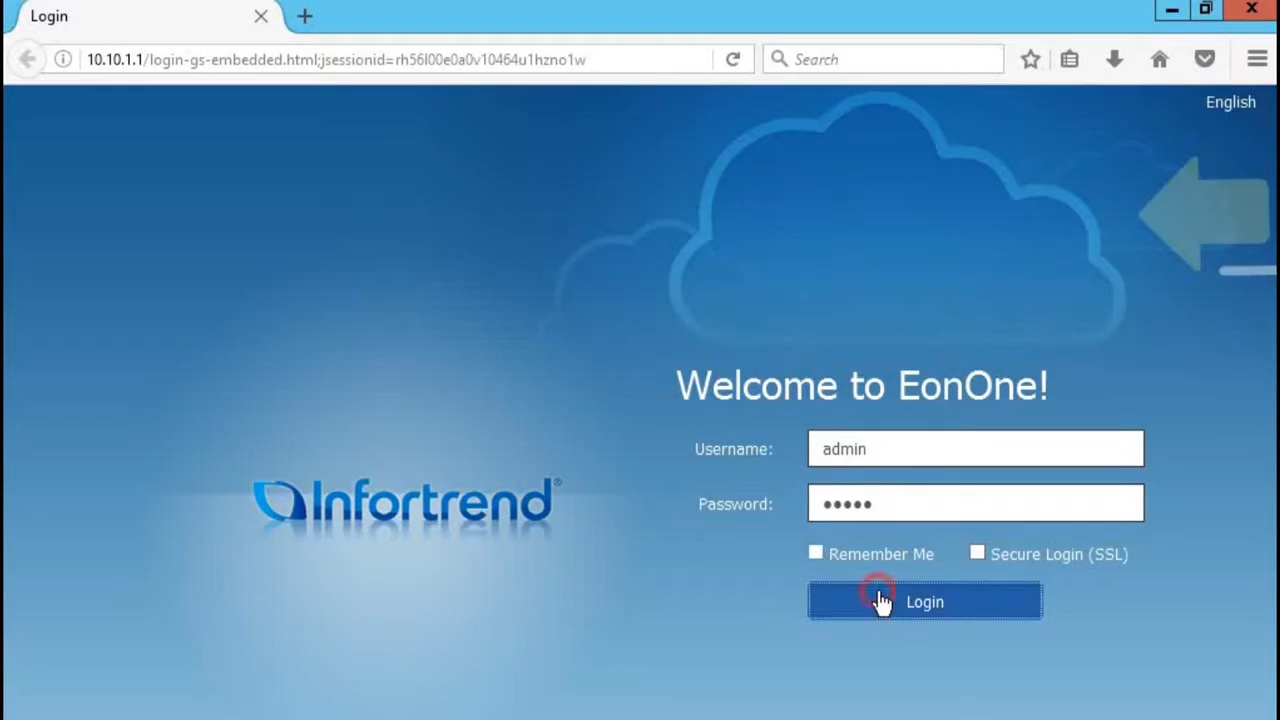 Login
10.10.1.1/login-gs-embedded.html;jsessionid=rh56l00e0a0v10464u1hzno1w
Search
English
Welcome to EonOne!
Username:
admin
Password:
Infortrend®
Remember Me
Secure Login (SSL)
Login